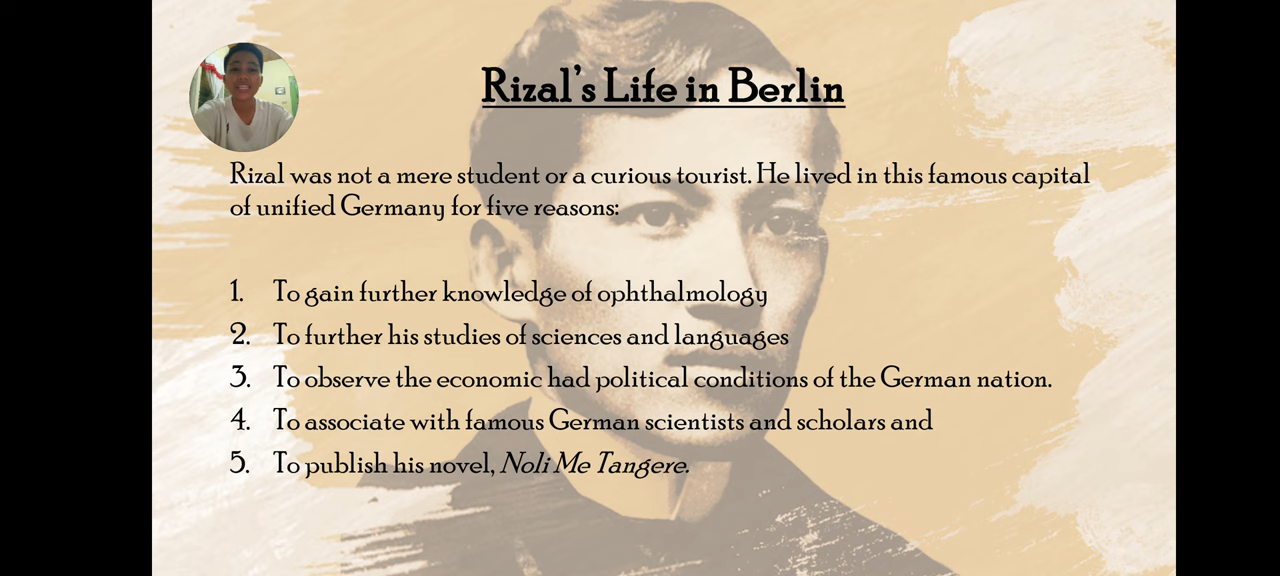 Rizal's Life in Berlin
Rizal was not a mere student or a curious tourist. He lived in this famous capital
of unified Germany for five reasons:
1. To gain further knowledge of ophthalmology
2. To further his studies of sciences and languages
3. To observe the economic had political conditions of the German nation.
4. To associate with famous German scientists and scholars and
5. To publish his novel, Noli Me Tangere.